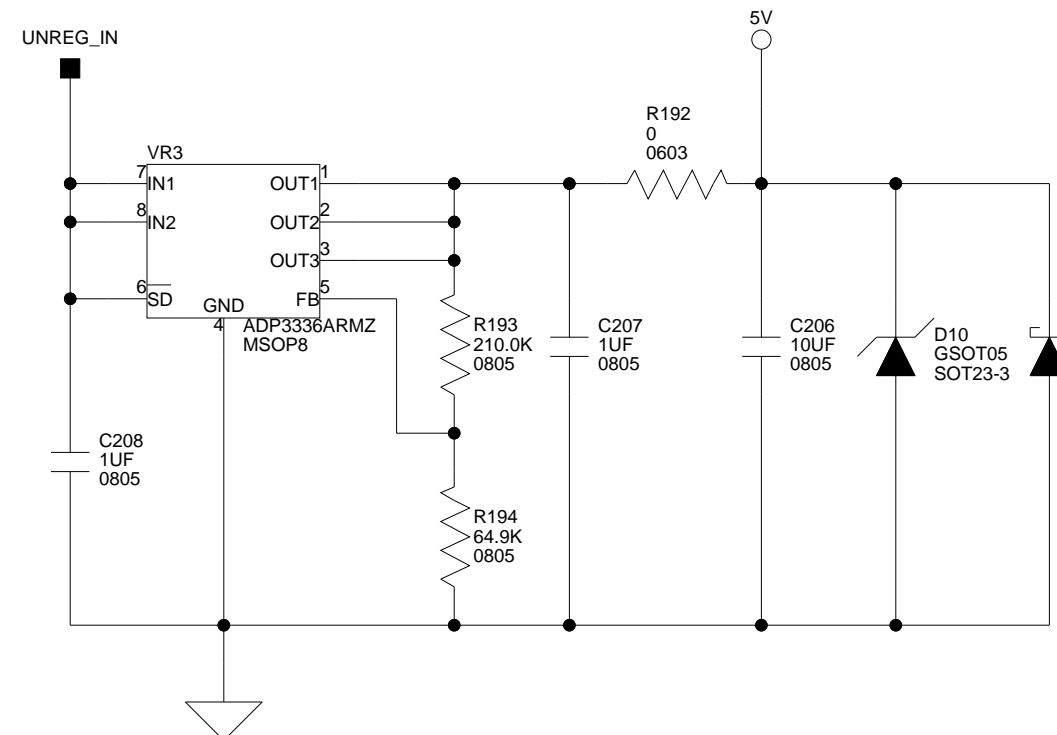 5V
UNREG_IN
R192
0
0603
VR3
7
IN1
OUT1
1
8
IN2
OUT2
2
OUT3
3
6
SD
FB
5
GND
4
ADP3336ARMZ
MSOP8
R193
210.0K
0805
C207
1UF
0805
C206
10UF
0805
D10
GSOT05
SOT23-3
C208
1UF
0805
R194
64.9K
0805